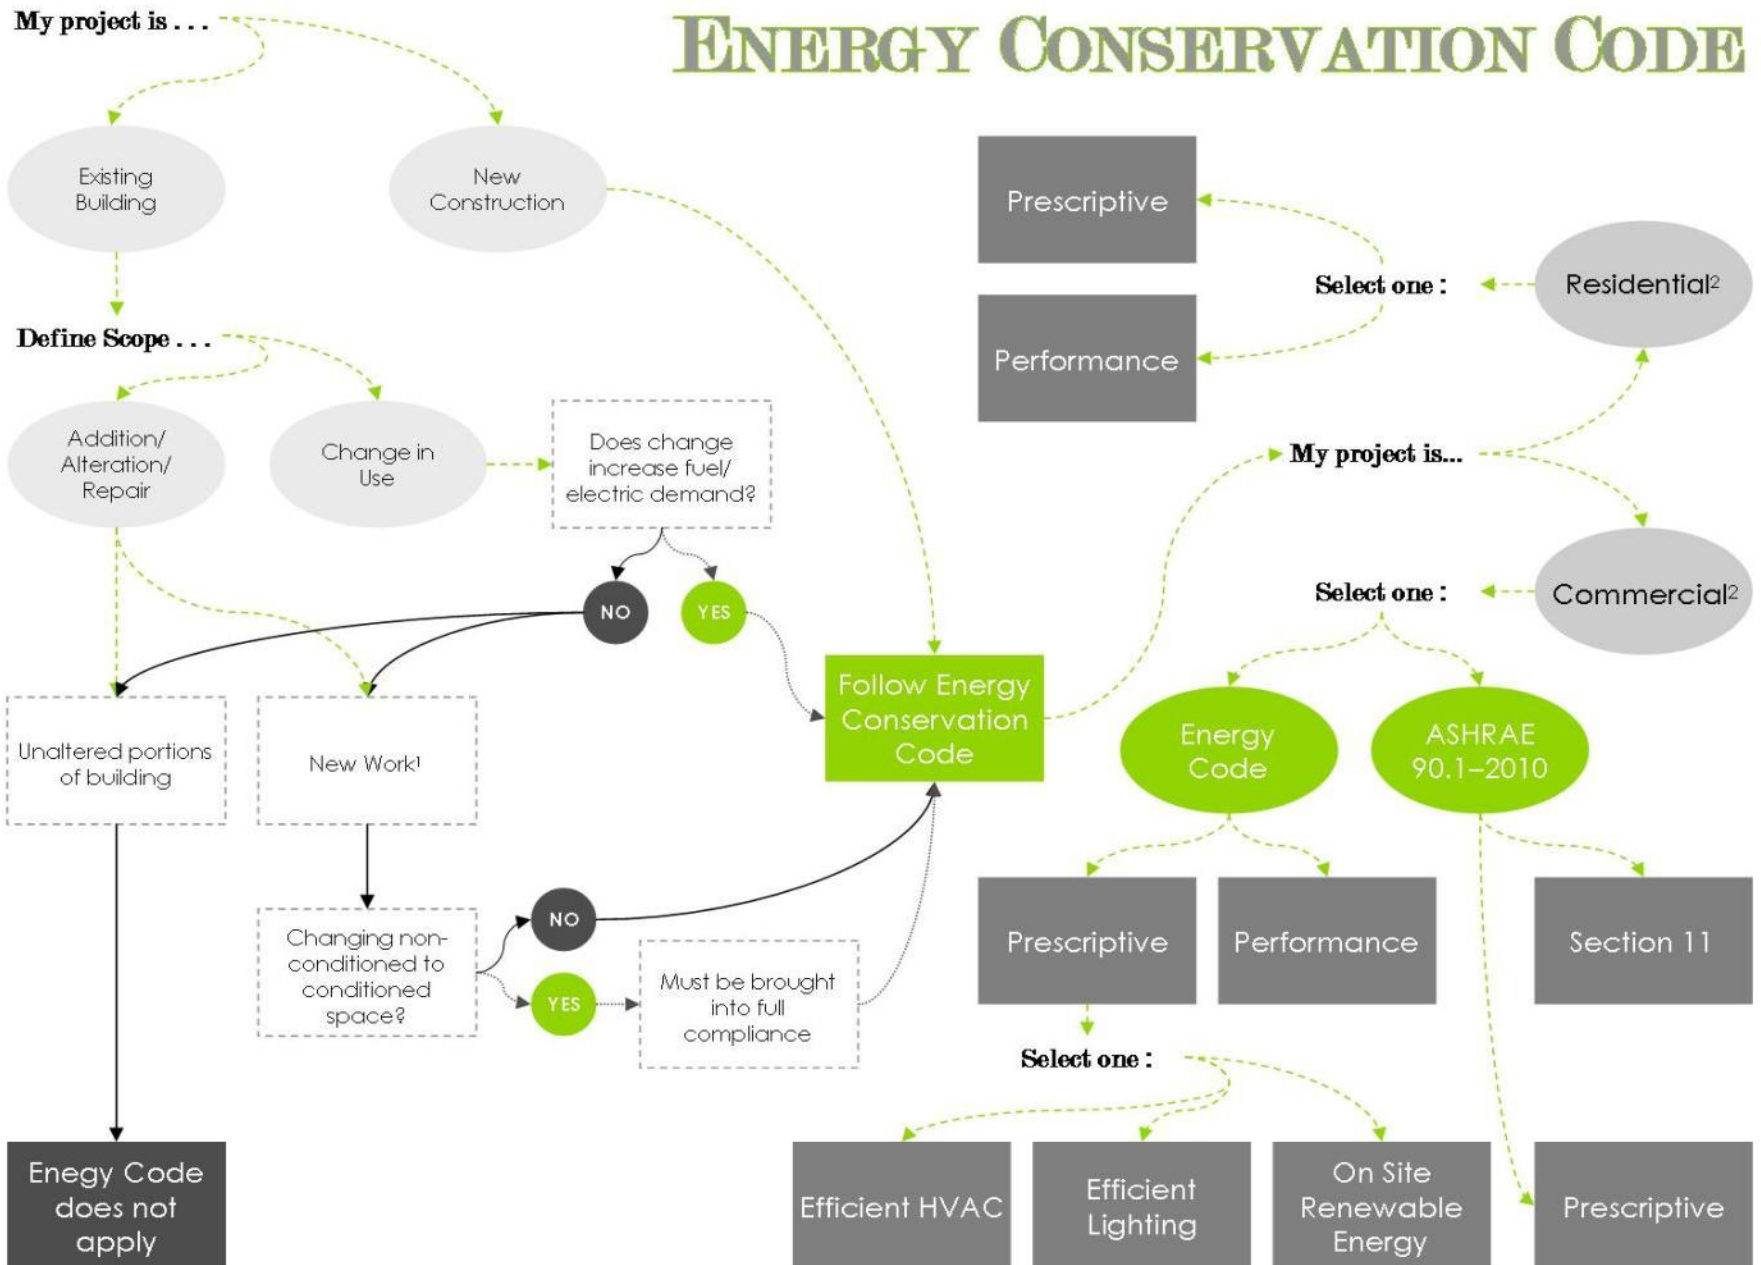 My project is . . .
ENERGY CONSERVATION CODE
Existing
Building
New
Construction
Define Scope . . .
Addition/
Alteration/
Repair
Change in
Use
Does change
increase fuel/
electric demand?
NO
YES
Unaltered portions
of building
New Work¹
Changing non-
conditioned to
conditioned
space?
NO
YES
Must be brought
into full
compliance
Enegy Code
does not
apply
Follow Energy
Conservation
Code
My project is...
Residential²
Select one :
Prescriptive
Performance
Commercial²
Select one :
Energy
Code
ASHRAE
90.1–2010
Prescriptive
Performance
Section 11
Select one :
Efficient HVAC
Efficient
Lighting
On Site
Renewable
Energy
Prescriptive